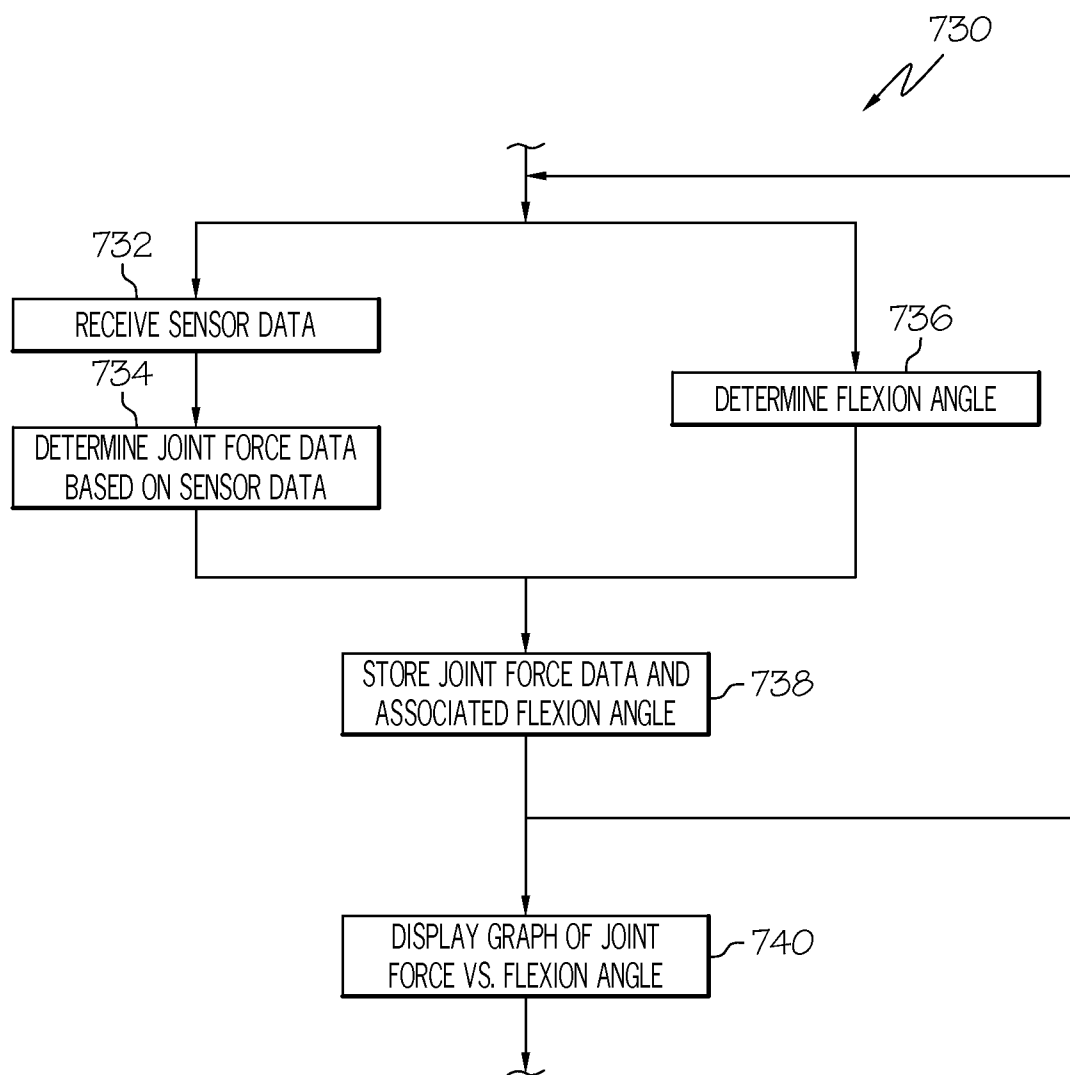 730
732
RECEIVE SENSOR DATA
734
DETERMINE JOINT FORCE DATA
BASED ON SENSOR DATA
736
DETERMINE FLEXION ANGLE
STORE JOINT FORCE DATA AND
ASSOCIATED FLEXION ANGLE
738
DISPLAY GRAPH OF JOINT
FORCE VS. FLEXION ANGLE
740